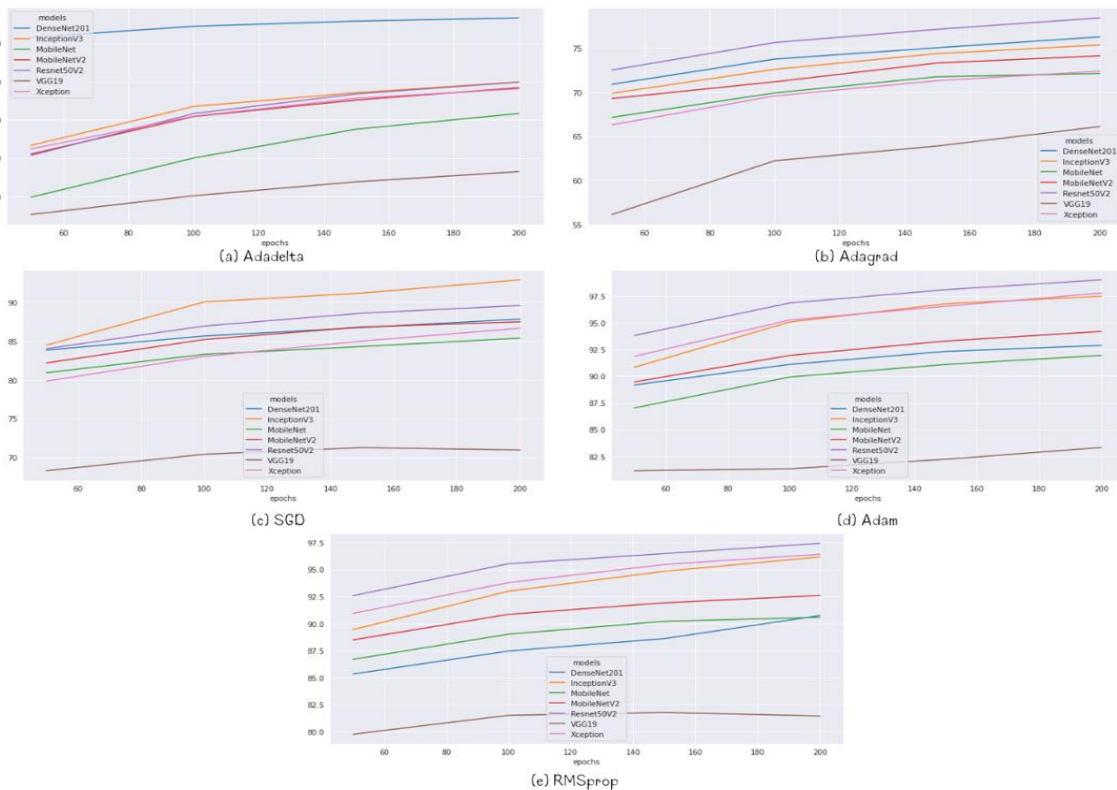 models
DenseNet201
InceptionV3
MobileNet
MobileNetV2
Resnet50V2
VGG19
Xception
60 80 100 120 140 160 180 200
epochs
(a) Adadelta
75
70
65
60
55
models
DenseNet201
InceptionV3
MobileNet
MobileNetV2
Resnet50V2
VGG19
Xception
60 80 100 120 140 160 180 200
epochs
(b) Adagrad
90
85
80
75
70
models
DenseNet201
InceptionV3
MobileNet
MobileNetV2
Resnet50V2
VGG19
Xception
60 80 100 120 140 160 180 200
epochs
(c) SGD
97.5
95.0
92.5
90.0
87.5
85.0
82.5
models
DenseNet201
InceptionV3
MobileNet
MobileNetV2
Resnet50V2
VGG19
Xception
60 80 100 120 140 160 180 200
epochs
(d) Adam
97.5
95.0
92.5
90.0
87.5
85.0
82.5
80.0
models
DenseNet201
InceptionV3
MobileNet
MobileNetV2
Resnet50V2
VGG19
Xception
60 80 100 120 140 160 180 200
epochs
(e) RMSprop